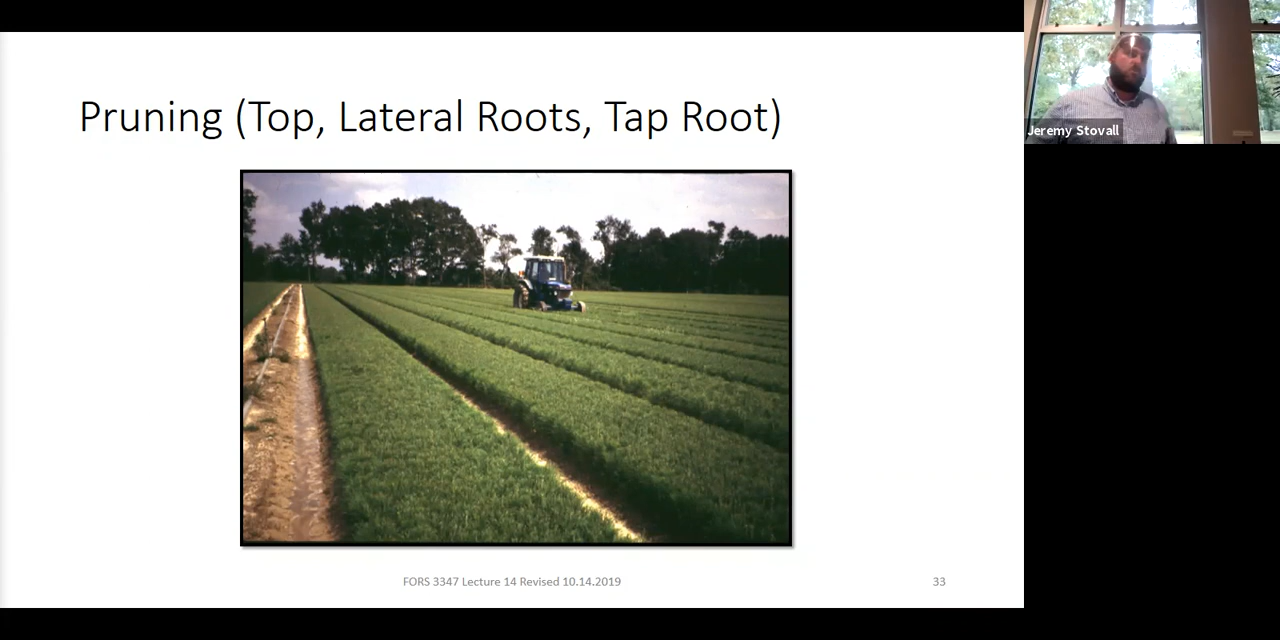 Pruning (Top, Lateral Roots, Tap Root)
Jeremy Stovall
FORS 3347 Lecture 14 Revised 10.14.2019
33